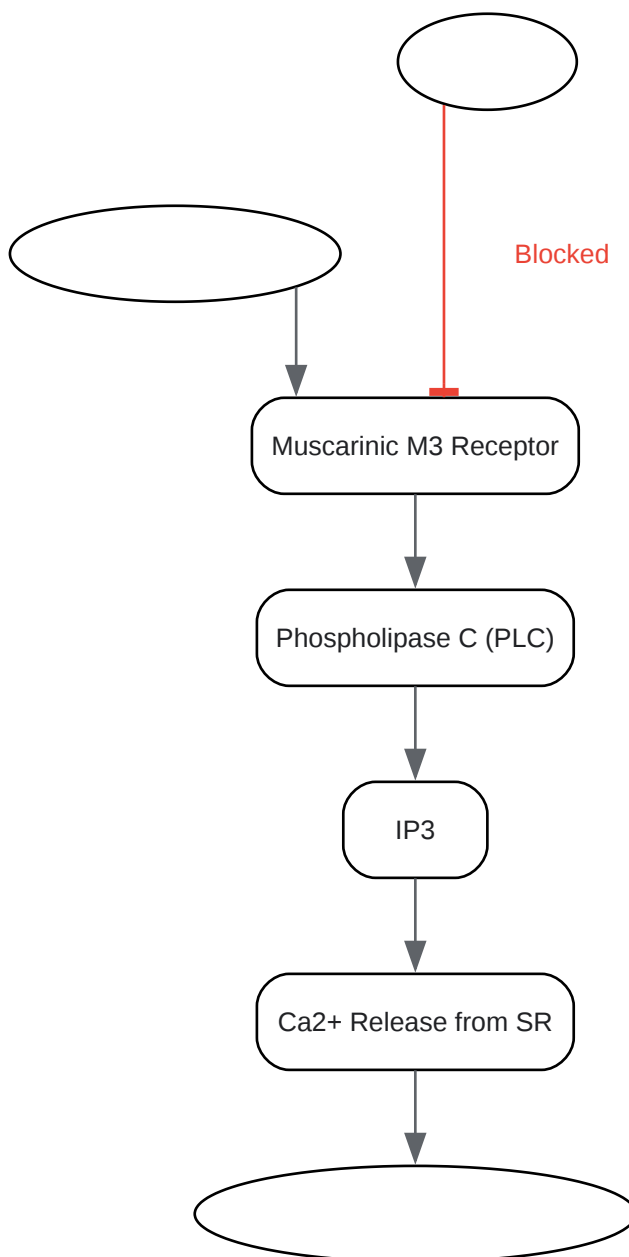 Blocked
Muscarinic M3 Receptor
Phospholipase C (PLC)
IP3
Ca2+ Release from SR